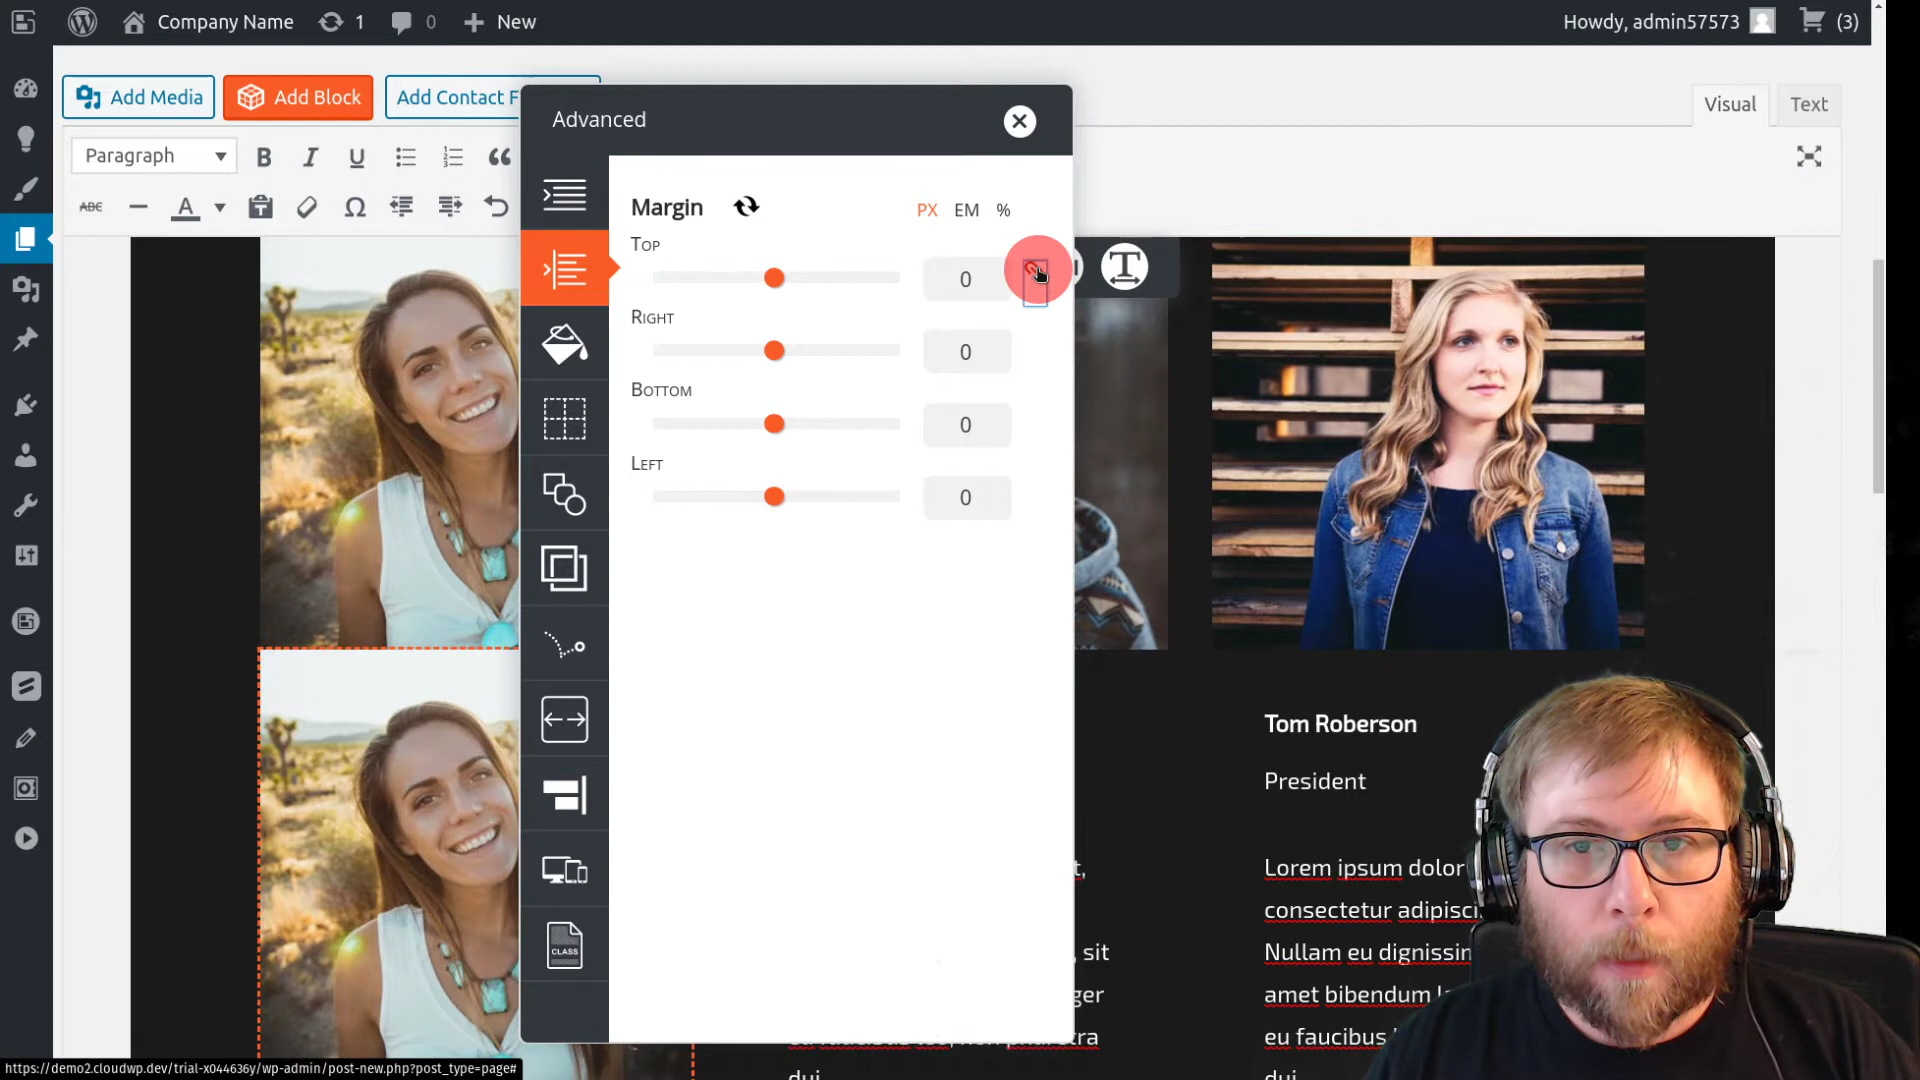 Company Name 1 0 New Howdy, admin57573 (3)
Add Media Add Block Add Contact F Visual Text
Paragraph B I U
ABC A
Advanced
Margin PX EM %
Top
0
Right
0
Bottom
0
Left
0
CLASS
T
Tom Roberson
President
Lorem ipsum dolor
consectetur adipisci
Nullam eu dignissin
amet bibendum
eu faucibus
dui
t,
, sit
ger
dui
https://demo2.cloudwp.dev/trial-x044636y/wp-admin/post-new.php?post_type=page#